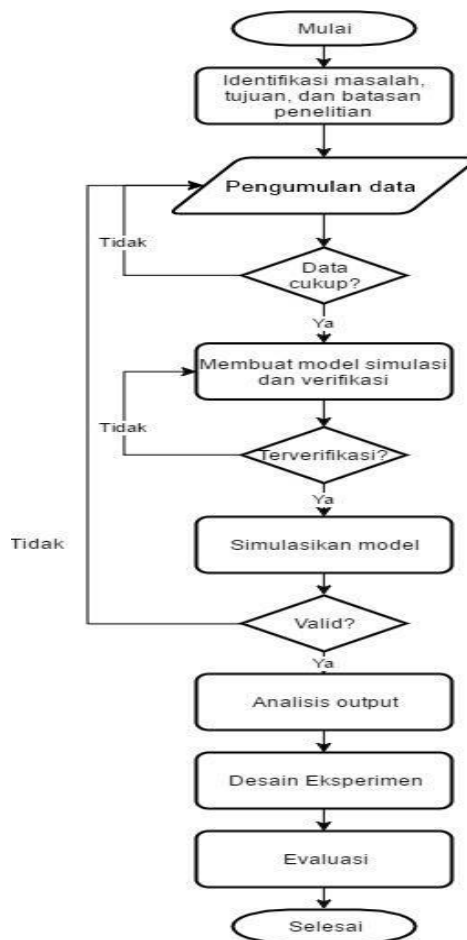 Mulai
Identifikasi masalah,
tujuan, dan batasan
penelitian
Pengumulan data
Tidak
Data
cukup?
Ya
Membuat model simulasi
dan verifikasi
Tidak
Terverifikasi?
Ya
Simulasikan model
Tidak
Valid?
Ya
Analisis output
Desain Eksperimen
Evaluasi
Selesai